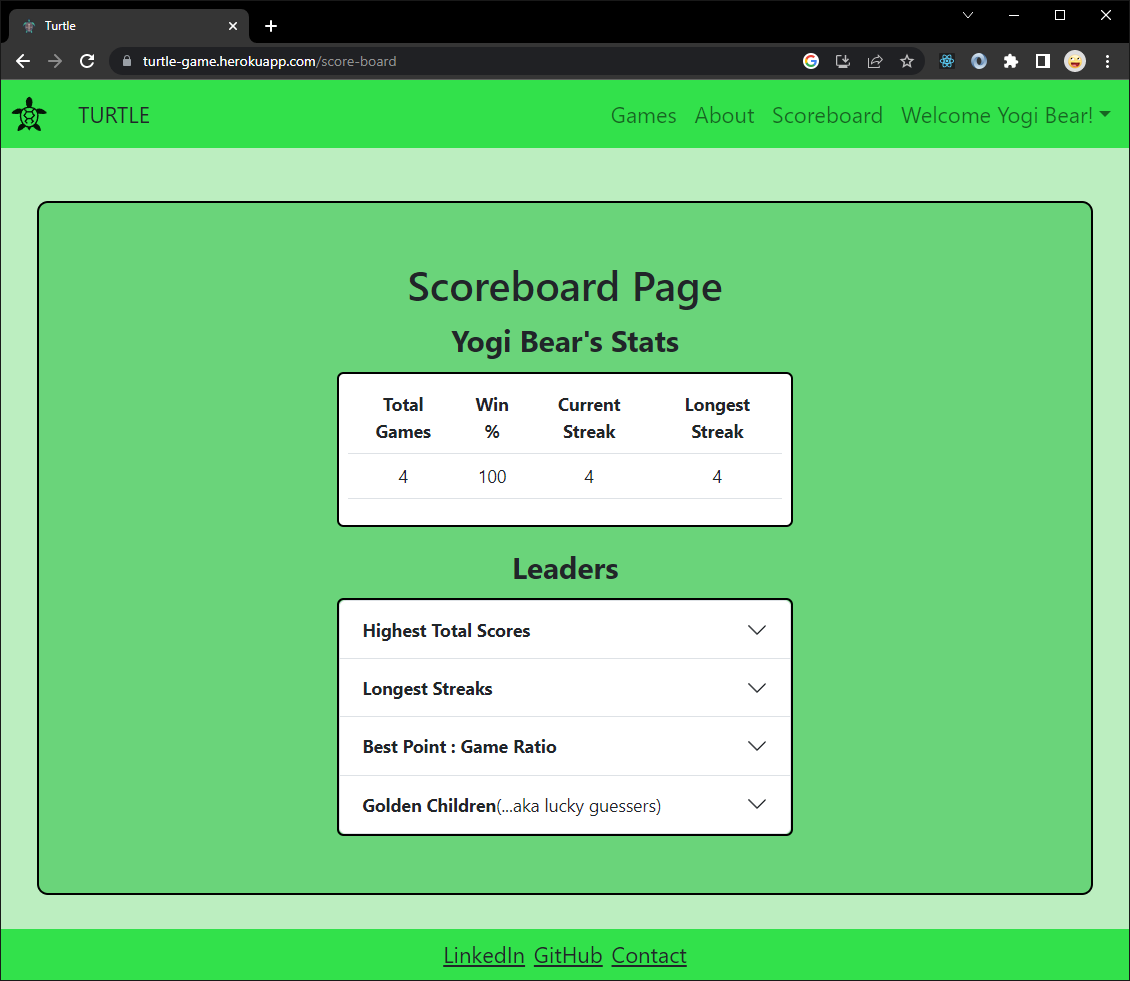 Turtle
turtle-game.herokuapp.com/score-board
TURTLE
Games About Scoreboard Welcome Yogi Bear!
Scoreboard Page
Yogi Bear's Stats
Total Win Current Longest
Games % Streak Streak
4 100 4 4
Leaders
Highest Total Scores
Longest Streaks
Best Point : Game Ratio
Golden Children(...aka lucky guessers)
LinkedIn GitHub Contact